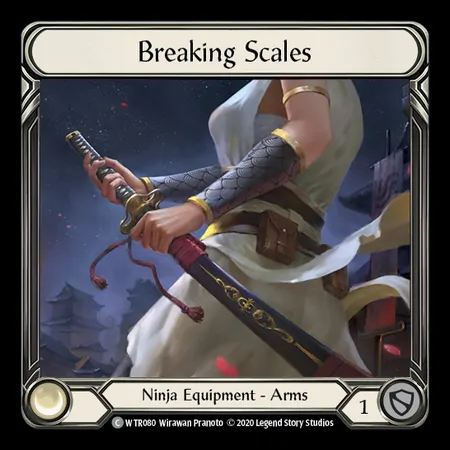 Breaking Scales
Ninja Equipment - Arms
1
C WTR080 Wirawan Pranoto © 2020 Legend Story Studios